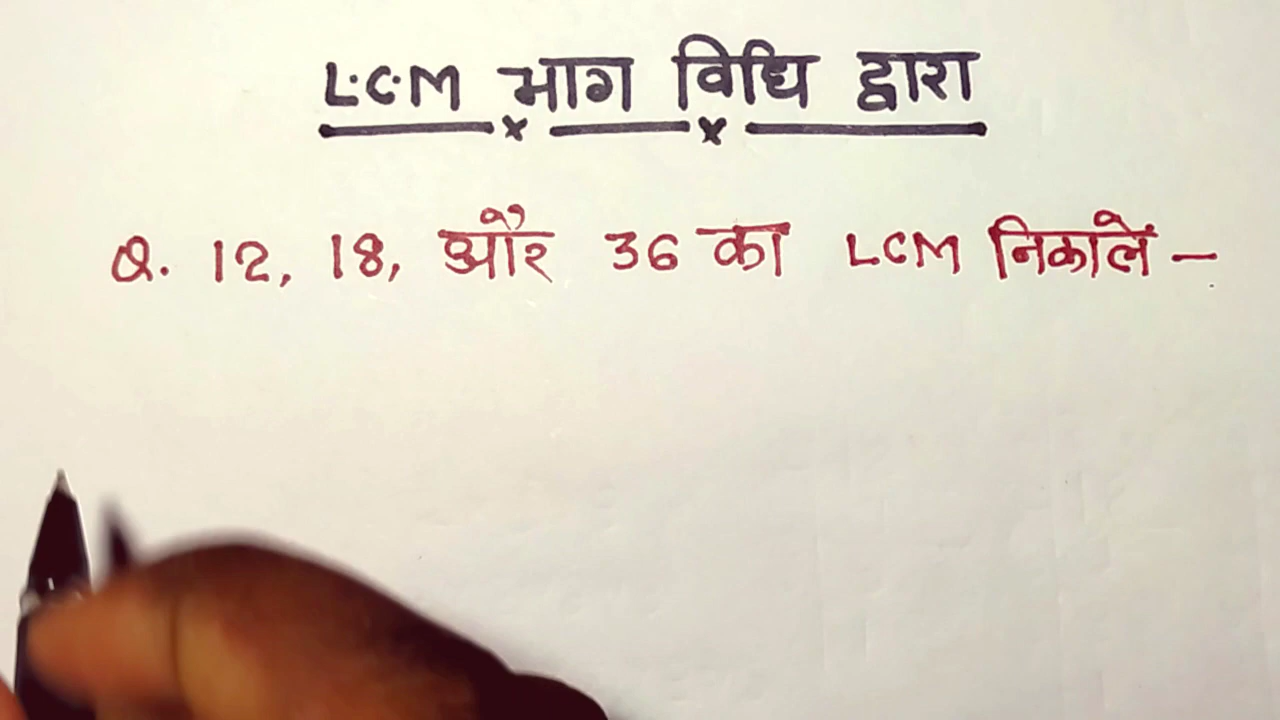 L.C.M भाग विधि द्वारा
Q. 12, 18, और 36 का LCM निकालें –